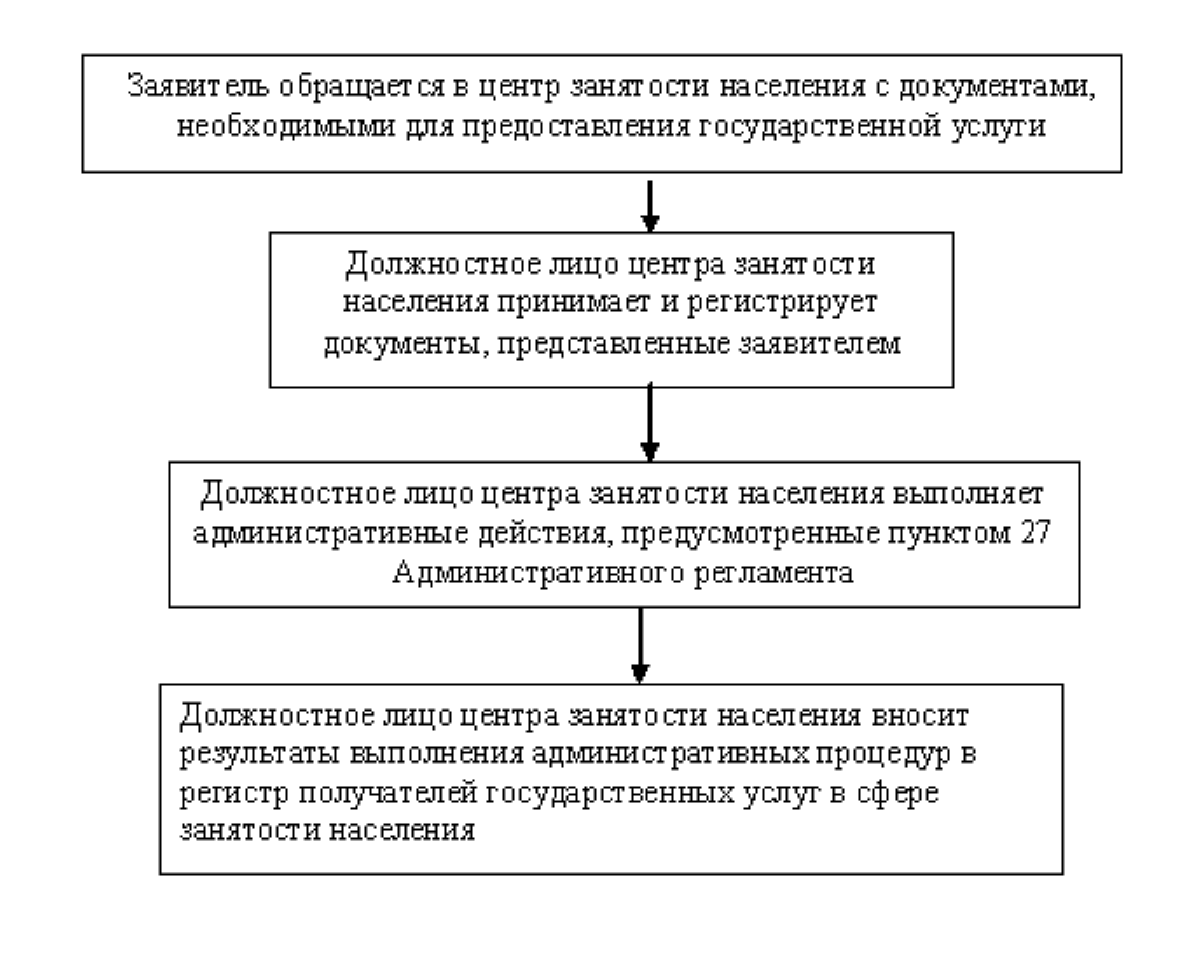 Заявитель обращается в центр занятости населения с документами,
необходимыми для предоставления государственной услуги
Должностное лицо центра занятости
населения принимает и регистрирует
документы, представленные заявителем
Должностное лицо центра занятости населения выполняет
административные действия, предусмотренные пунктом 27
Административного регламента
Должностное лицо центра занятости населения вносит
результаты выполнения административных процедур в
регистр получателей государственных услуг в сфере
занятости населения